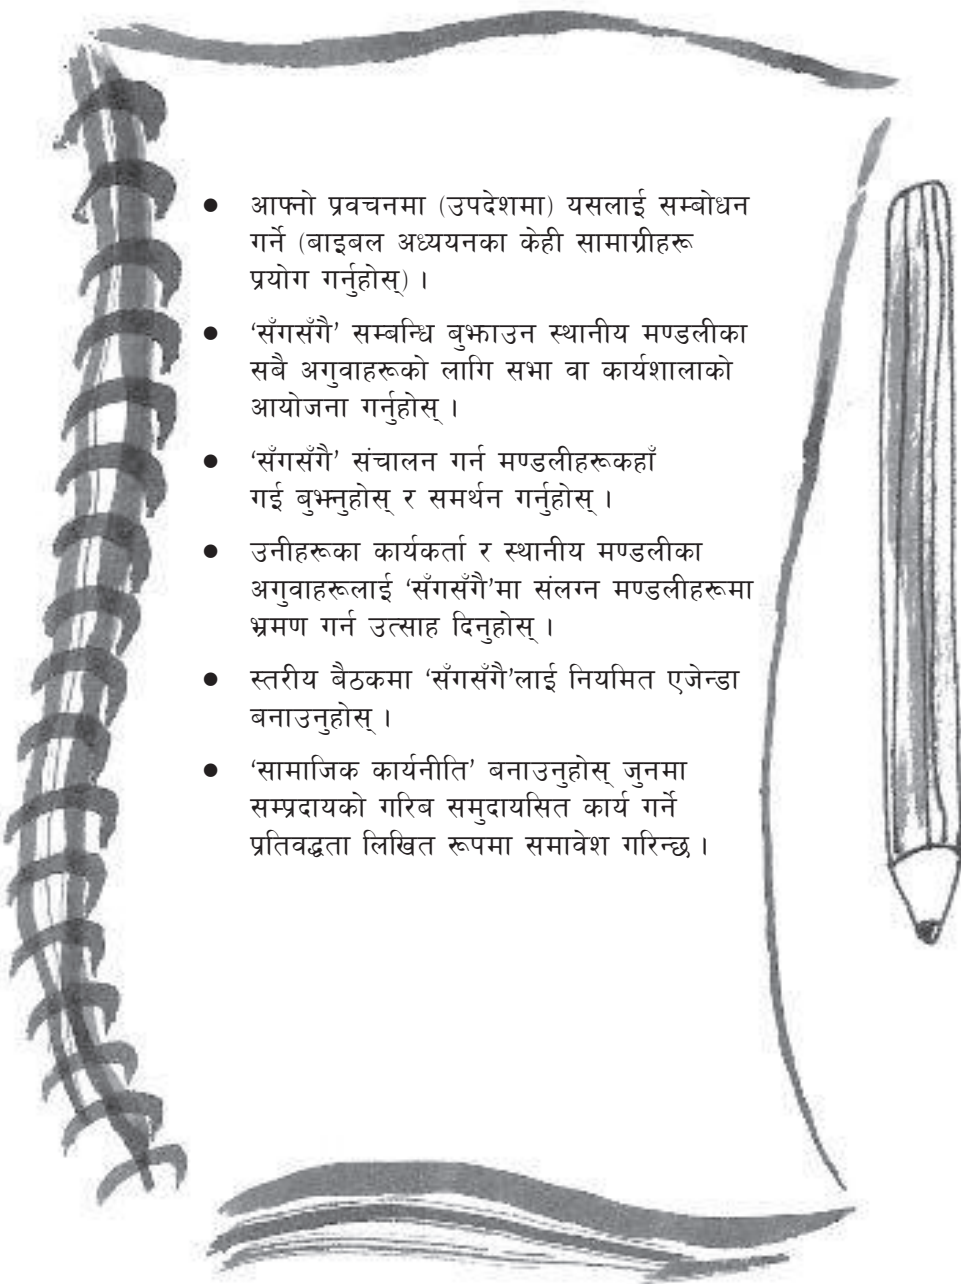 ● आफ्नो प्रवचनमा (उपदेशमा) यसलाई सम्बोधन
गर्ने (बाइबल अध्ययनका केही सामाग्रीहरू
प्रयोग गर्नुहोस्) ।
● ‘सँगसँगै’ सम्बन्धि बुझाउन स्थानीय मण्डलीका
सबै अगुवाहरूको लागि सभा वा कार्यशालाको
आयोजना गर्नुहोस् ।
● ‘सँगसँगै’ संचालन गर्न मण्डलीहरूकहाँ
गई बुझ्नुहोस् र समर्थन गर्नुहोस् ।
● उनीहरूका कार्यकर्ता र स्थानीय मण्डलीका
अगुवाहरूलाई ‘सँगसँगै’मा संलग्न मण्डलीहरूमा
भ्रमण गर्न उत्साह दिनुहोस् ।
● स्तरीय बैठकमा ‘सँगसँगै’लाई नियमित एजेन्डा
बनाउनुहोस् ।
● ‘सामाजिक कार्यनीति’ बनाउनुहोस् जुनमा
सम्प्रदायको गरिब समुदायसित कार्य गर्ने
प्रतिवद्धता लिखित रूपमा समावेश गरिन्छ ।